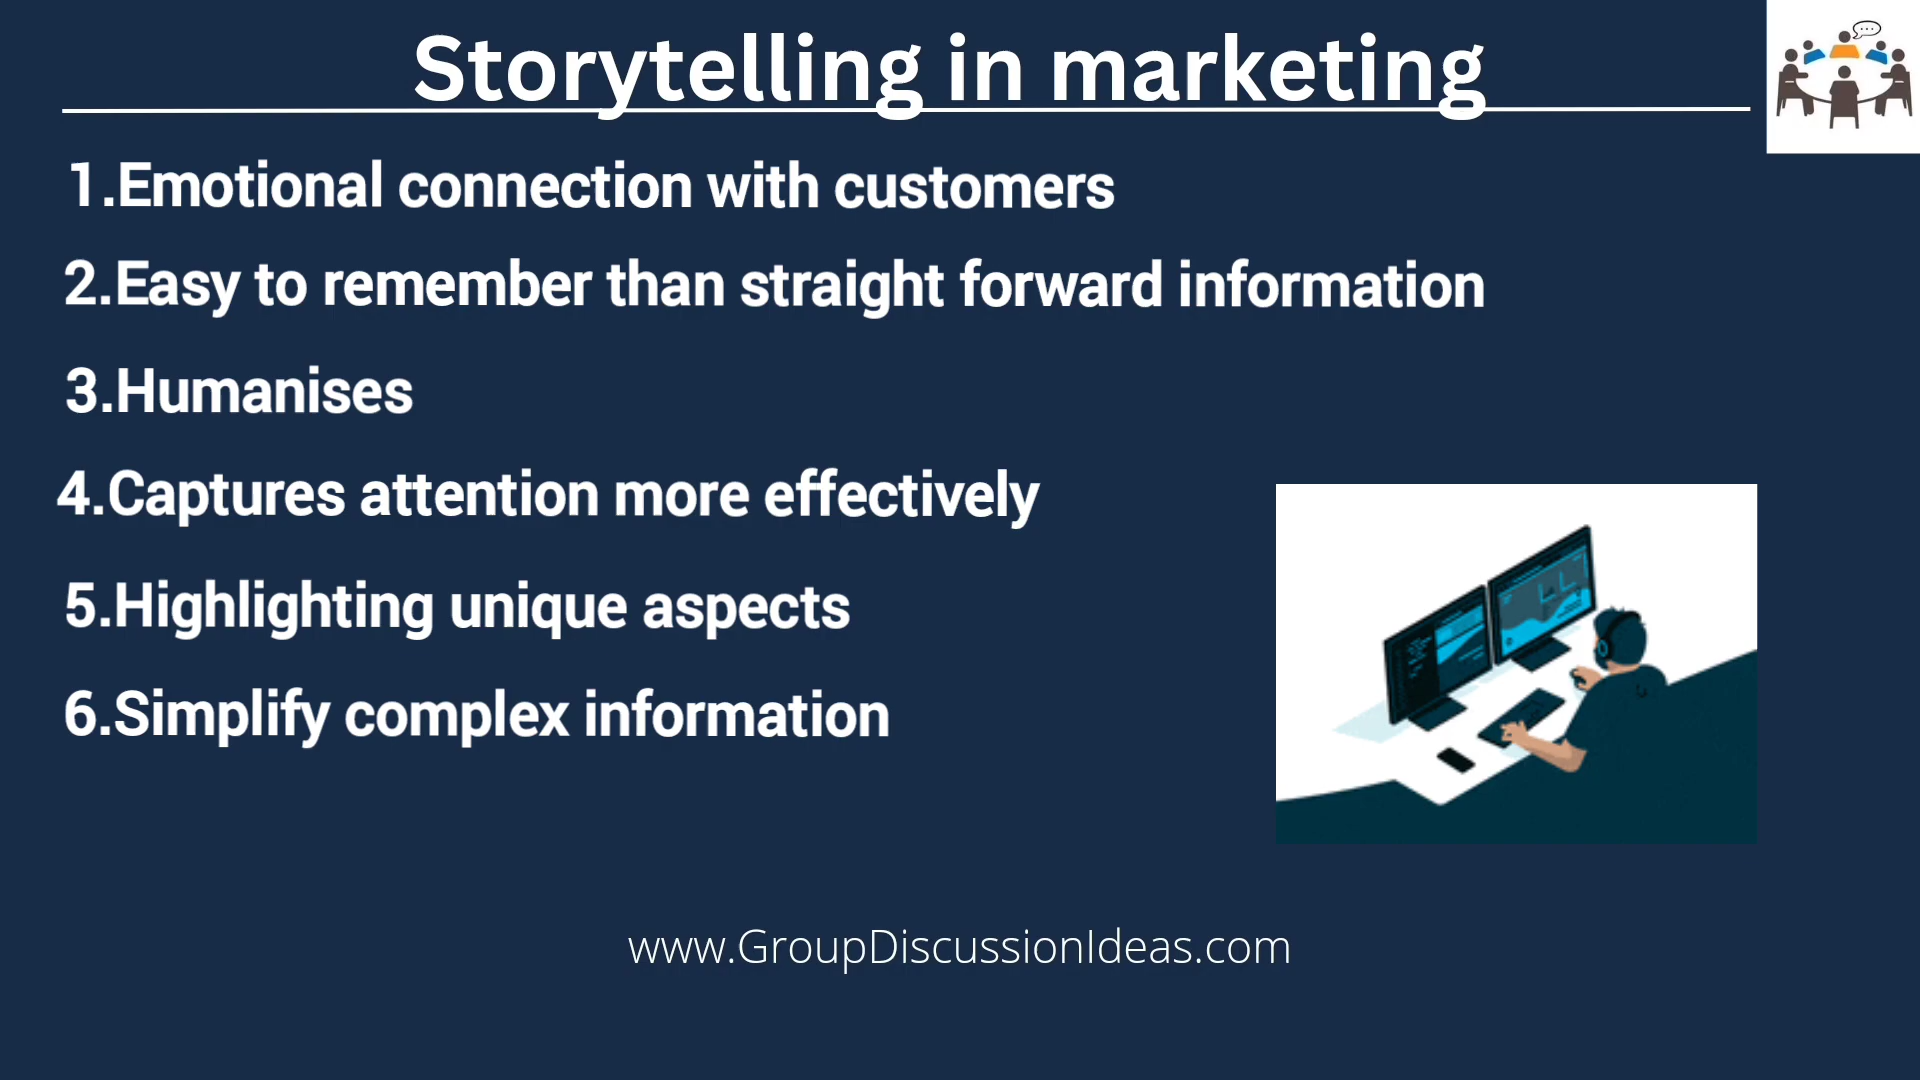 Storytelling in marketing
1.Emotional connection with customers
2.Easy to remember than straight forward information
3.Humanises
4.Captures attention more effectively
5.Highlighting unique aspects
6.Simplify complex information
www.GroupDiscussionIdeas.com